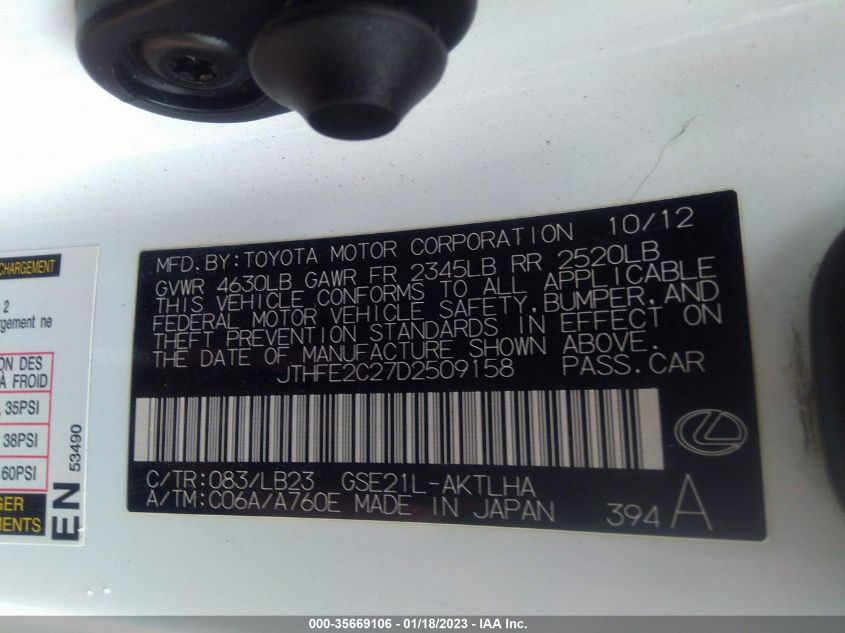 MFD. BY: TOYOTA MOTOR CORPORATION 10/12
GVWR 4630LB GAWR FR 2345LB RR 2520LB
THIS VEHICLE CONFORMS TO ALL APPLICABLE
FEDERAL MOTOR VEHICLE SAFETY, BUMPER, AND
THEFT PREVENTION STANDARDS IN EFFECT ON
THE DATE OF MANUFACTURE SHOWN ABOVE.
JTHFE2C27D2509158 PASS. CAR
C/TR: 083/LB23 GSE21L-AKTLHA
A/TM: C06A/A760E MADE IN JAPAN 394 A
CHARGEMENT
2
gement ne
ON DES
À FROID
, 35PSI
38PSI
60PSI
GER
MENTS
EN 53490
000-35669106 - 01/18/2023 - IAA Inc.